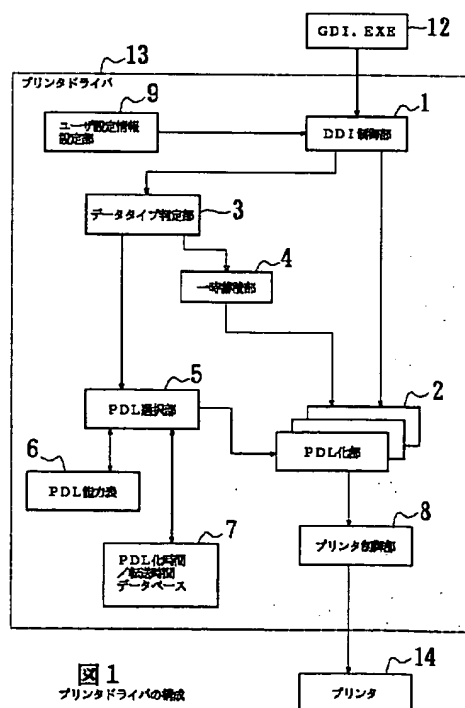 GDI.EXE
12
13
プリンタドライバ
9
ユーザ設定情報
設定部
1
DDI制御部
データタイプ判定部
3
4
一時蓄積部
5
PDL選択部
2
PDL化部
6
PDL能力表
7
PDL化時間
/転送時間
データベース
8
プリンタ制御部
図1
プリンタドライバの構成
14
プリンタ